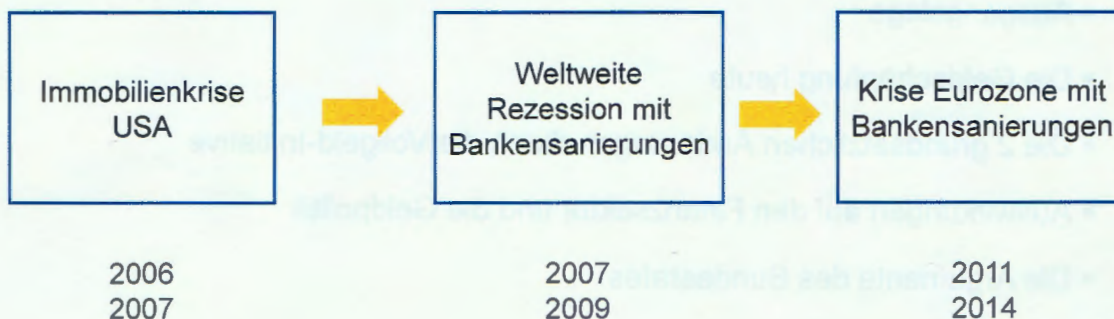 Immobilienkrise
USA
Weltweite
Rezession mit
Bankensanierungen
Krise Eurozone mit
Bankensanierungen
2006
2007
2007
2009
2011
2014